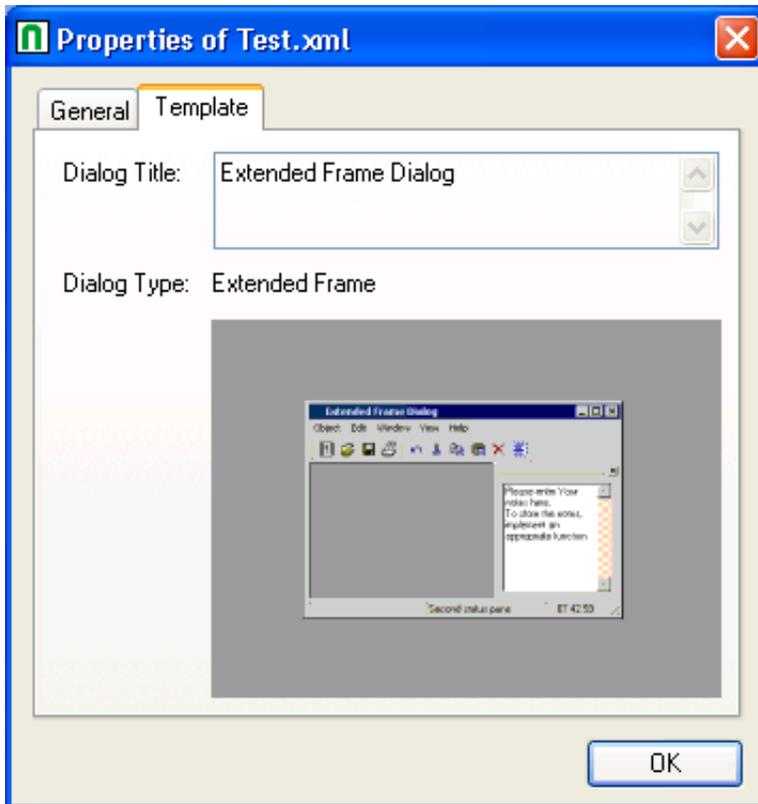 Properties of Test.xml
General
Template
Dialog Title:
Extended Frame Dialog
Dialog Type:
Extended Frame
Extended Frame Dialog
Object Edit Window View Help
Please enter Your
notes here.
To store the notes,
implement an
appropriate function
Second status pane
OK